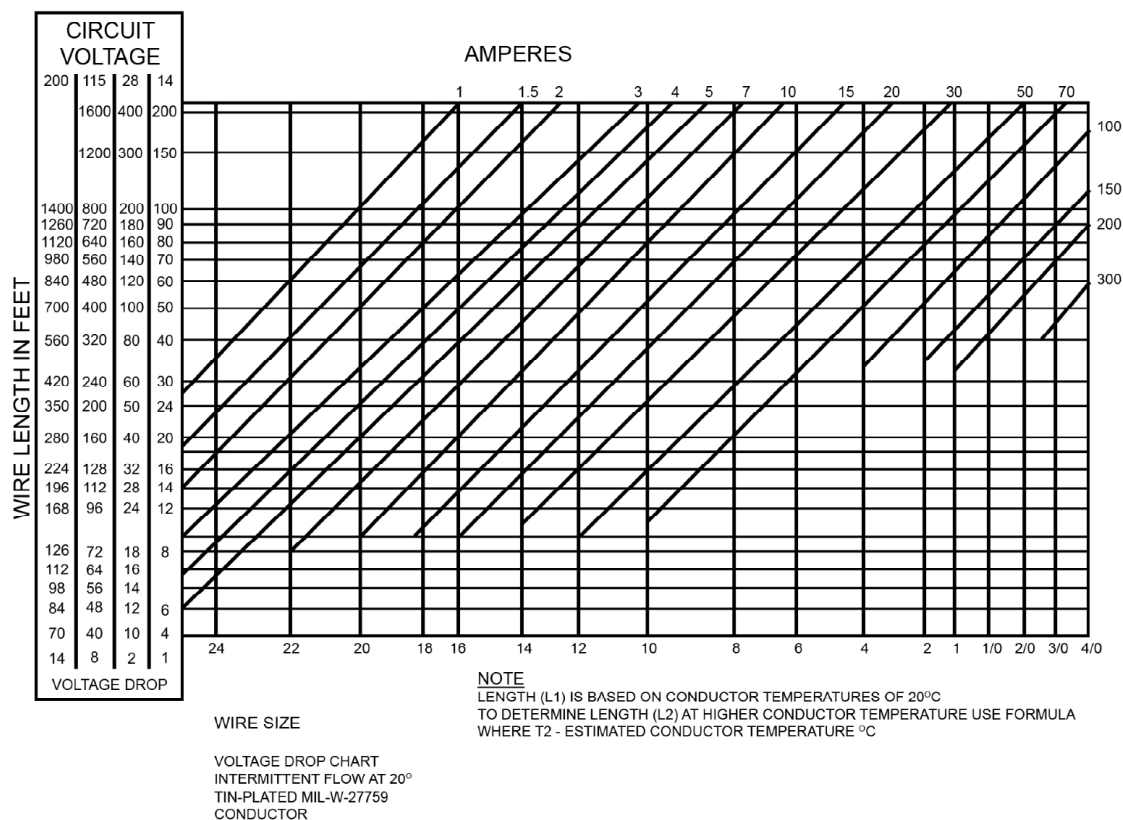 CIRCUIT
VOLTAGE
AMPERES
200 115 28 14
1 1.5 2 3 4 5 7 10 15 20 30 50 70
1600 400 200
100
1200 300 150
150
1400 800 200 100
200
1260 720 180 90
1120 640 160 80
980 560 140 70
300
840 480 120 60
700 400 100 50
560 320 80 40
420 240 60 30
350 200 50 24
280 160 40 20
224 128 32 16
196 112 28 14
168 96 24 12
126 72 18 8
112 64 16
98 56 14
84 48 12 6
70 40 10 4
14 8 2 1
WIRE LENGTH IN FEET
24 22 20 18 16 14 12 10 8 6 4 2 1 1/0 2/0 3/0 4/0
VOLTAGE DROP
NOTE
LENGTH (L1) IS BASED ON CONDUCTOR TEMPERATURES OF 20⁰C
TO DETERMINE LENGTH (L2) AT HIGHER CONDUCTOR TEMPERATURE USE FORMULA
WHERE T2 - ESTIMATED CONDUCTOR TEMPERATURE ⁰C
WIRE SIZE
VOLTAGE DROP CHART
INTERMITTENT FLOW AT 20⁰
TIN-PLATED MIL-W-27759
CONDUCTOR